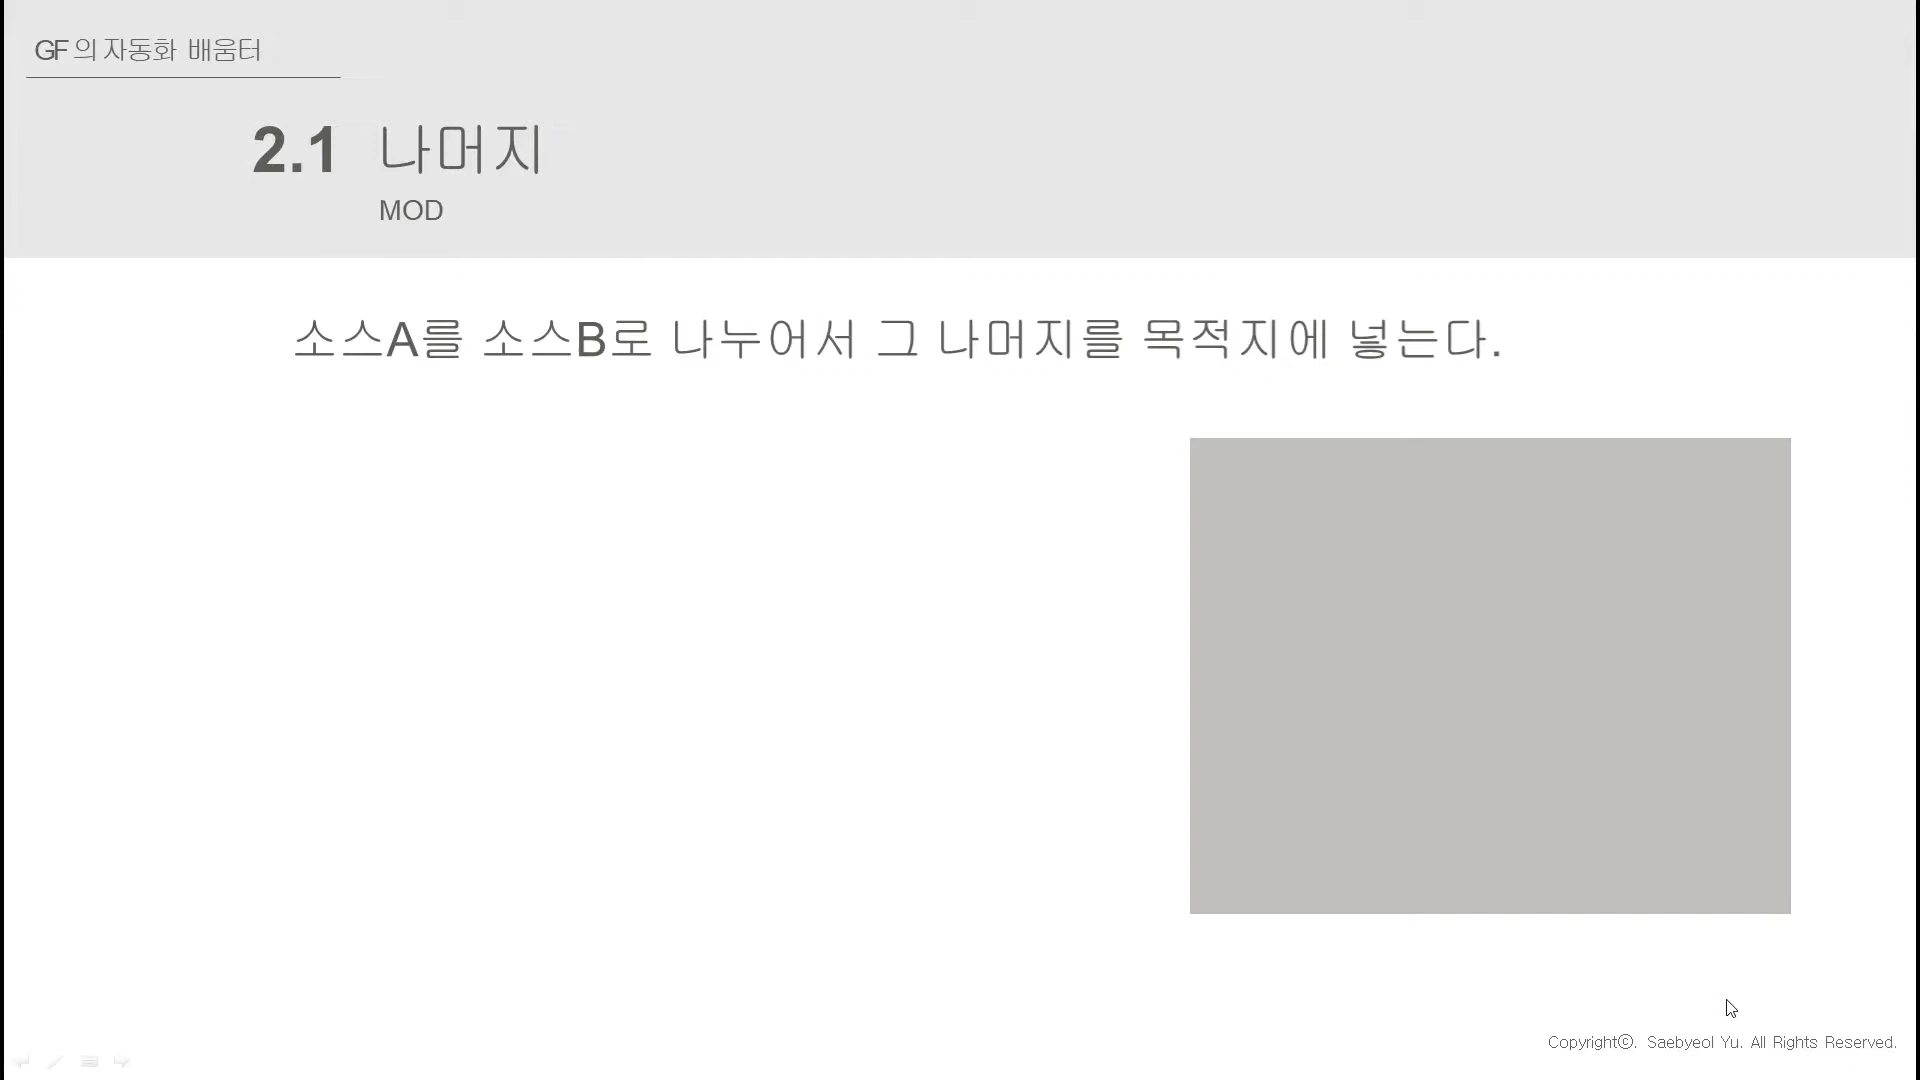 GF의 자동화 배움터
2.1 나머지
MOD
소스A를 소스B로 나누어서 그 나머지를 목적지에 넣는다.
Copyrightⓒ. Saebyeol Yu. All Rights Reserved.